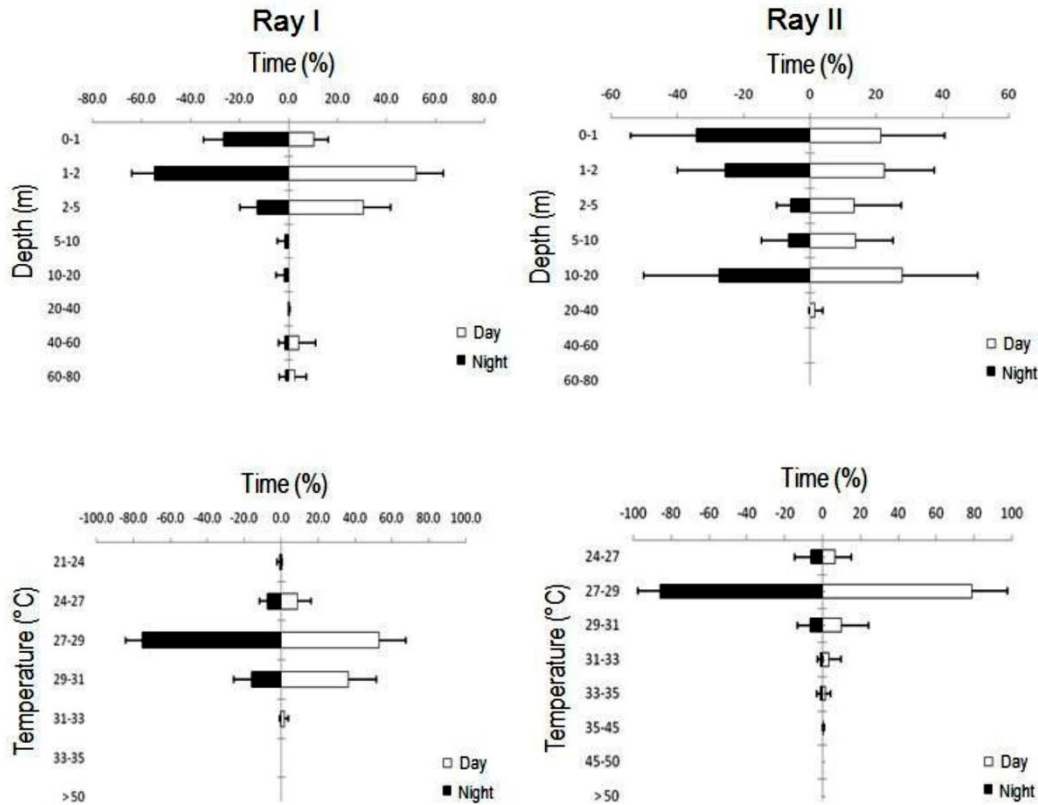 Ray I
Time (%)
-80.0 -60.0 -40.0 -20.0 0.0 20.0 40.0 60.0 80.0
Depth (m)
0-1
1-2
2-5
5-10
10-20
20-40
40-60
60-80
Day
Night
Ray II
Time (%)
-60 -40 -20 0 20 40 60
Depth (m)
0-1
1-2
2-5
5-10
10-20
20-40
40-60
60-80
Day
Night
Time (%)
-100.0 -80.0 -60.0 -40.0 -20.0 0.0 20.0 40.0 60.0 80.0 100.0
Temperature (°C)
21-24
24-27
27-29
29-31
31-33
33-35
>50
Day
Night
Time (%)
-100 -80 -60 -40 -20 0 20 40 60 80 100
Temperature (°C)
24-27
27-29
29-31
31-33
33-35
35-45
45-50
>50
Day
Night